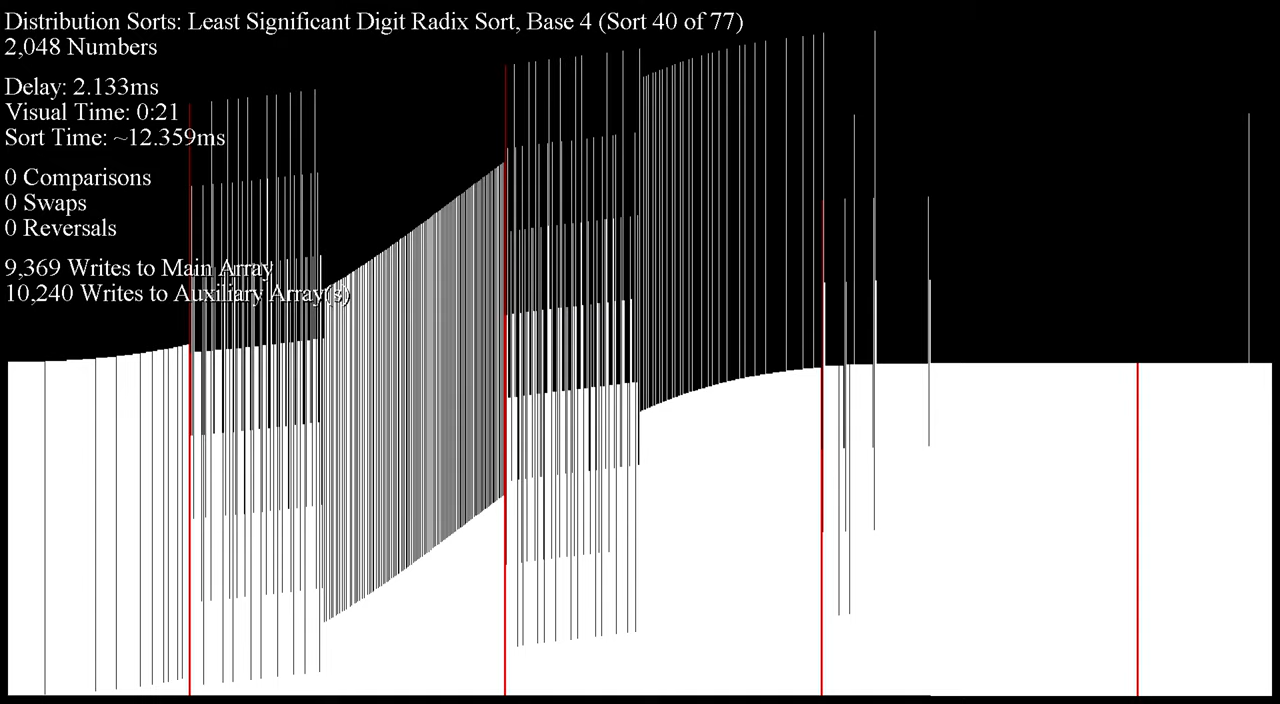 Distribution Sorts: Least Significant Digit Radix Sort, Base 4 (Sort 40 of 77)
2,048 Numbers
Delay: 2.133ms
Visual Time: 0:21
Sort Time: ~12.359ms
0 Comparisons
0 Swaps
0 Reversals
9,369 Writes to Main Array
10,240 Writes to Auxiliary Array(s)